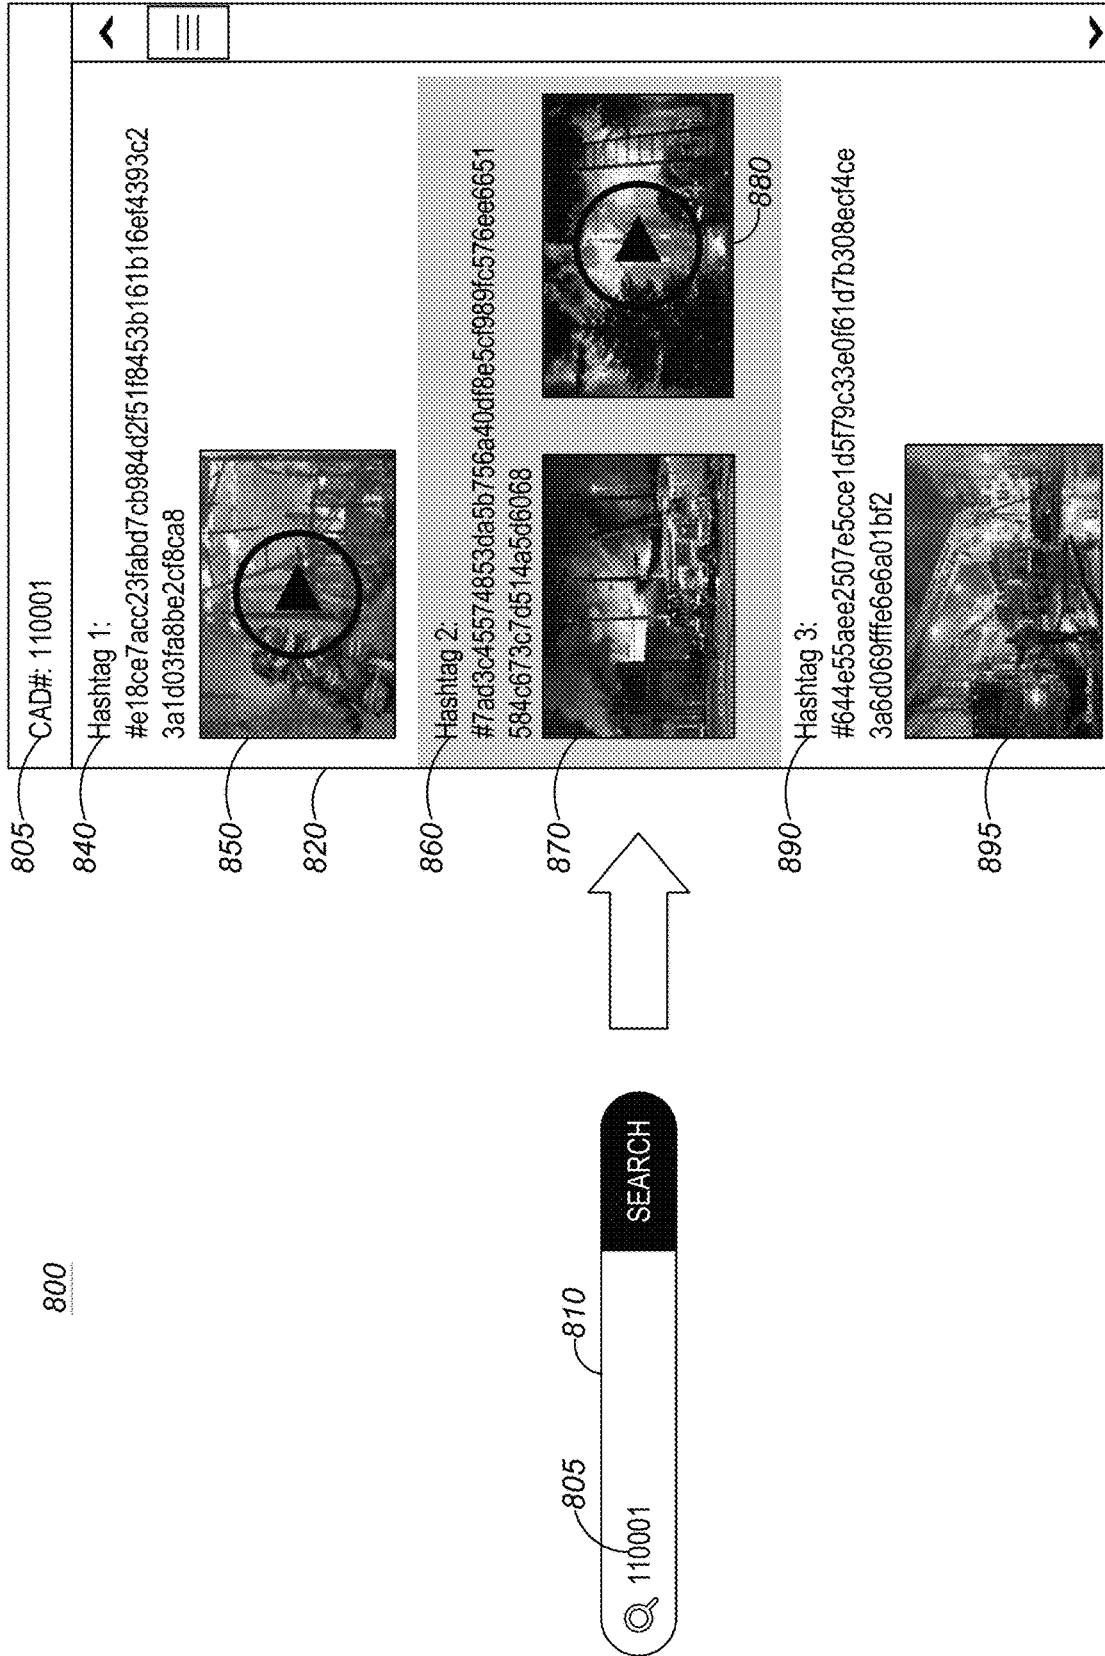 800
805
110001
810
SEARCH
805
CAD#: 110001
840
Hashtag 1:
#e18ce7acc23fabd7cb984d2f51f8453b161b16ef4393c2
3a1d03fa8be2cf8ca8
850
820
860
Hashtag 2:
#7ad3c45574853da5b756a40df8e5cf989fc576ee6651
584c673c7d514a5d6068
870
880
890
Hashtag 3:
#644e55aee2507e5cce1d5f79c33e0f61d7b308ecf4ce
3a6d069ffe6e6a01bf2
895